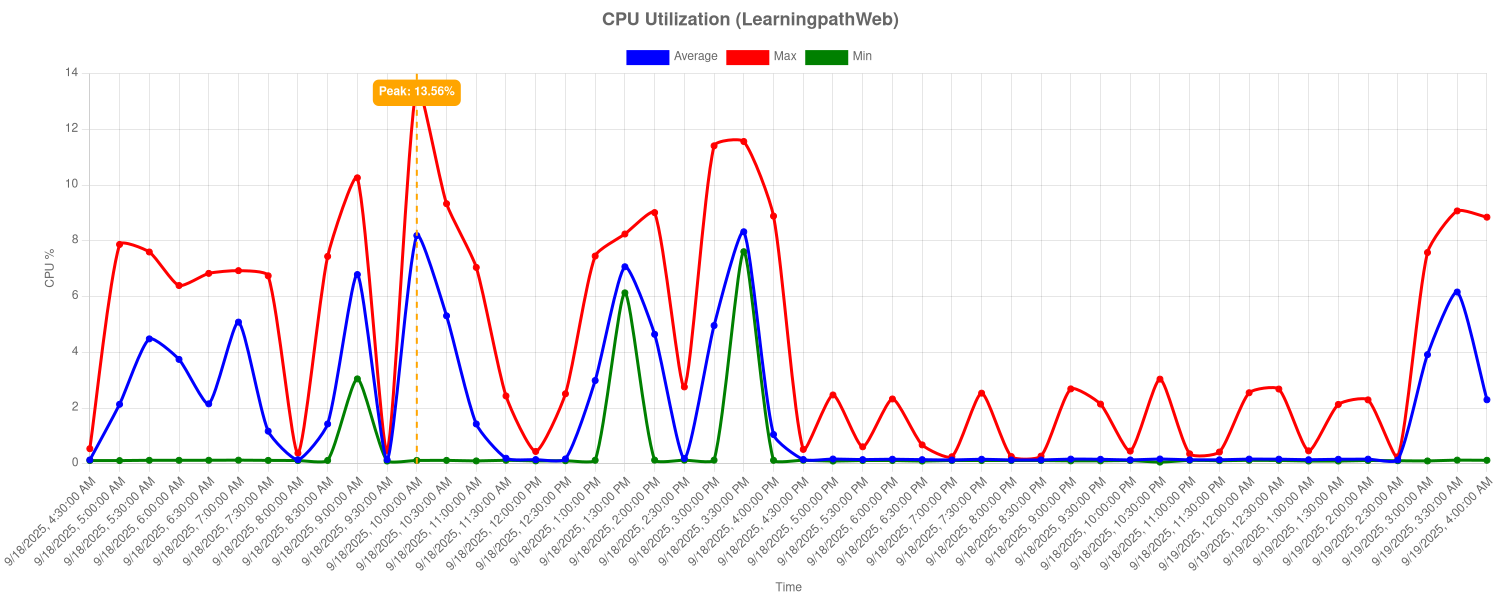 CPU Utilization (LearningpathWeb)
Average
Max
Min
Peak: 13.56%
14
12
10
8
6
4
2
0
CPU %
9/18/2025, 4:30:00 AM
9/18/2025, 5:00:00 AM
9/18/2025, 5:30:00 AM
9/18/2025, 6:00:00 AM
9/18/2025, 6:30:00 AM
9/18/2025, 7:00:00 AM
9/18/2025, 7:30:00 AM
9/18/2025, 8:00:00 AM
9/18/2025, 8:30:00 AM
9/18/2025, 9:00:00 AM
9/18/2025, 9:30:00 AM
9/18/2025, 10:00:00 AM
9/18/2025, 10:30:00 AM
9/18/2025, 11:00:00 AM
9/18/2025, 11:30:00 AM
9/18/2025, 12:00:00 PM
9/18/2025, 12:30:00 PM
9/18/2025, 1:00:00 PM
9/18/2025, 1:30:00 PM
9/18/2025, 2:00:00 PM
9/18/2025, 2:30:00 PM
9/18/2025, 3:00:00 PM
9/18/2025, 3:30:00 PM
9/18/2025, 4:00:00 PM
9/18/2025, 4:30:00 PM
9/18/2025, 5:00:00 PM
9/18/2025, 5:30:00 PM
9/18/2025, 6:00:00 PM
9/18/2025, 6:30:00 PM
9/18/2025, 7:00:00 PM
9/18/2025, 7:30:00 PM
9/18/2025, 8:00:00 PM
9/18/2025, 8:30:00 PM
9/18/2025, 9:00:00 PM
9/18/2025, 9:30:00 PM
9/18/2025, 10:00:00 PM
9/18/2025, 10:30:00 PM
9/18/2025, 11:00:00 PM
9/18/2025, 11:30:00 PM
9/19/2025, 12:00:00 AM
9/19/2025, 12:30:00 AM
9/19/2025, 1:00:00 AM
9/19/2025, 1:30:00 AM
9/19/2025, 2:00:00 AM
9/19/2025, 2:30:00 AM
9/19/2025, 3:00:00 AM
9/19/2025, 3:30:00 AM
9/19/2025, 4:00:00 AM
Time